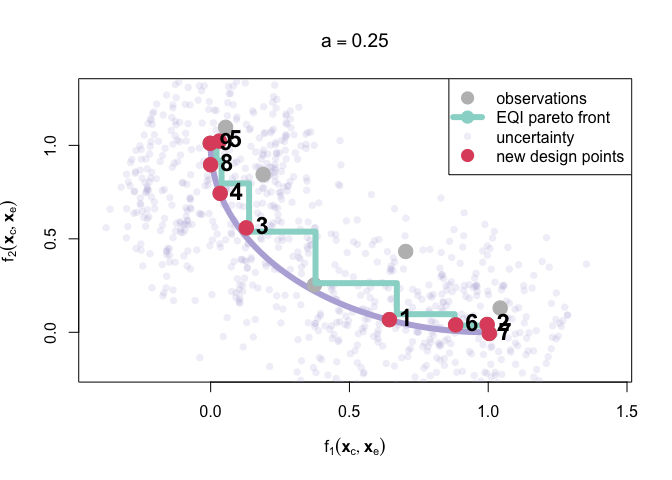 a = 0.25
observations
EQI pareto front
uncertainty
new design points
f₂(xc, xe)
1.0
0.5
0.0
9
5
8
4
3
1
6
2
7
0.0 0.5 1.0 1.5
f₁(xc, xe)